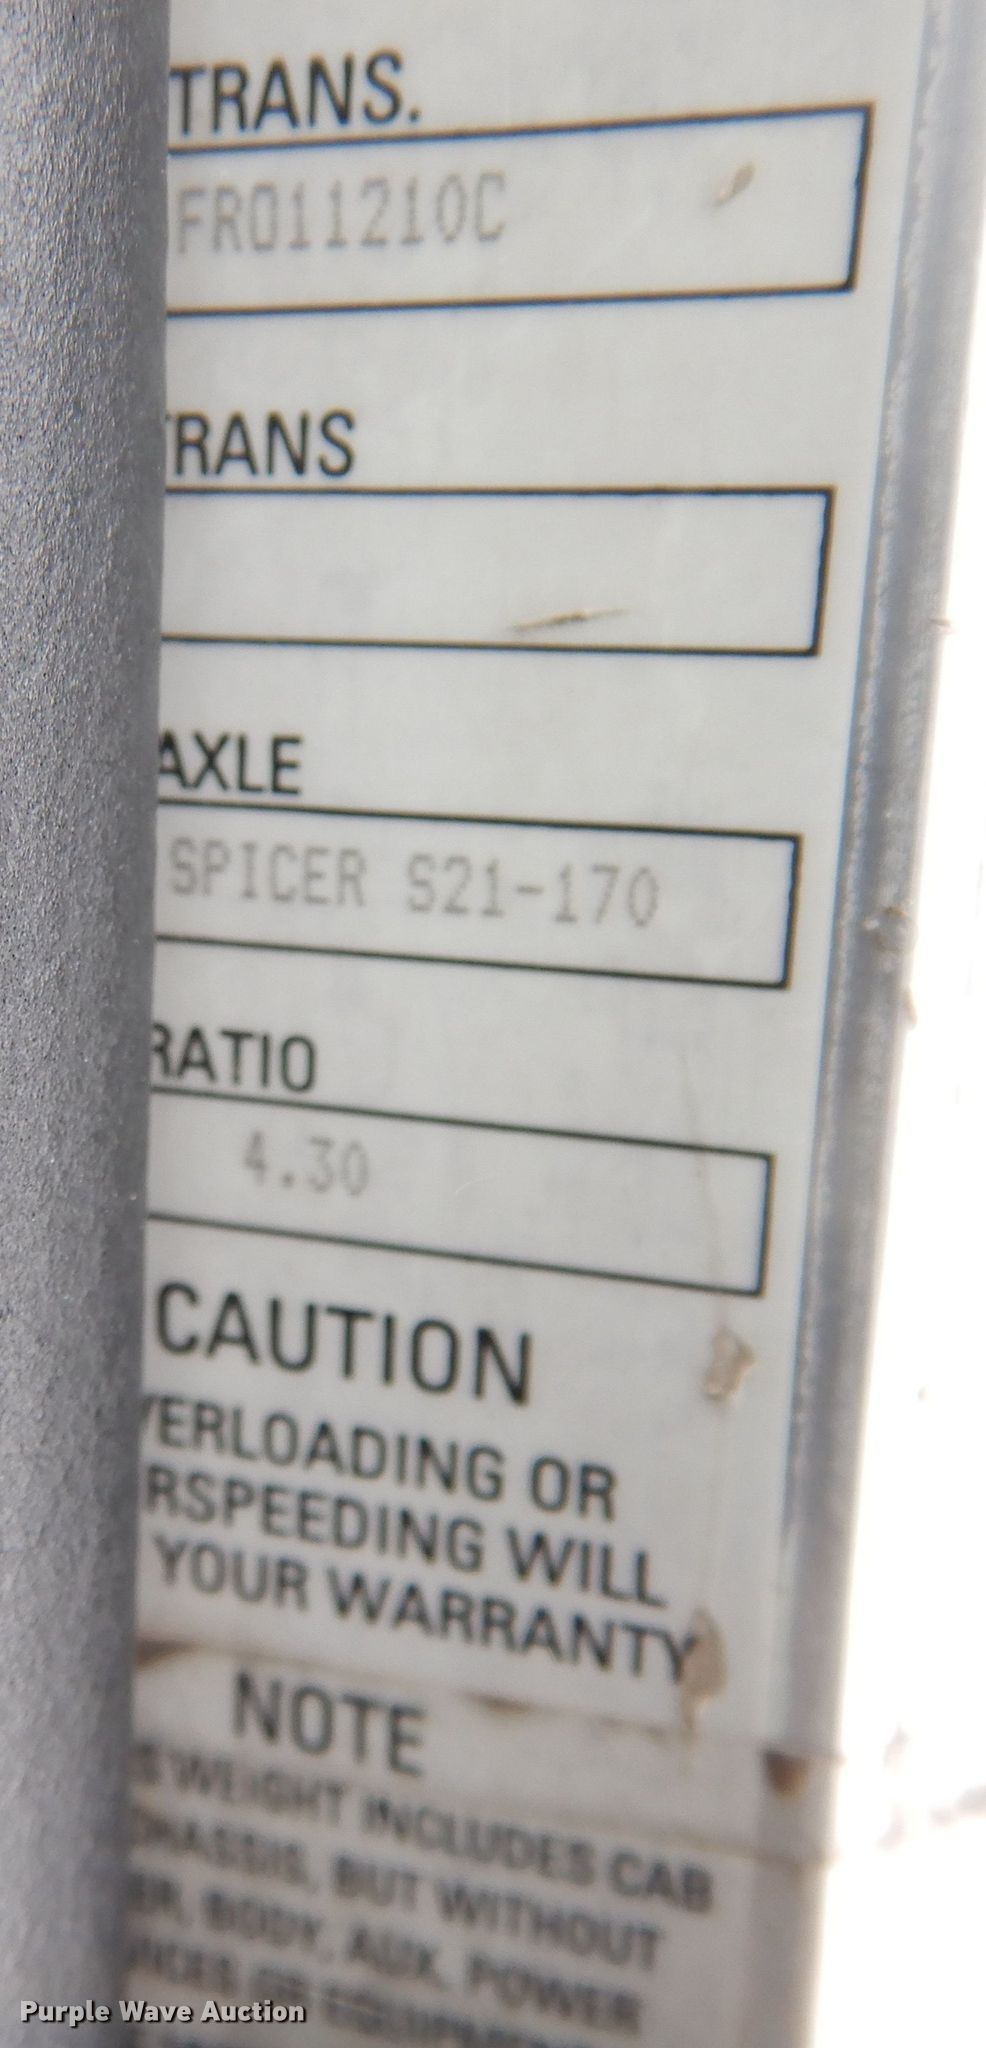 TRANS.
FRO11210C
TRANS
AXLE
SPICER S21-170
RATIO
4.30
CAUTION
VERLOADING OR
RSPEEDING WILL
YOUR WARRANTY
NOTE
WEIGHT INCLUDES CAB
CHASSIS, BUT WITHOUT
ER, BODY, AUX. POWER
Purple Wave Auction